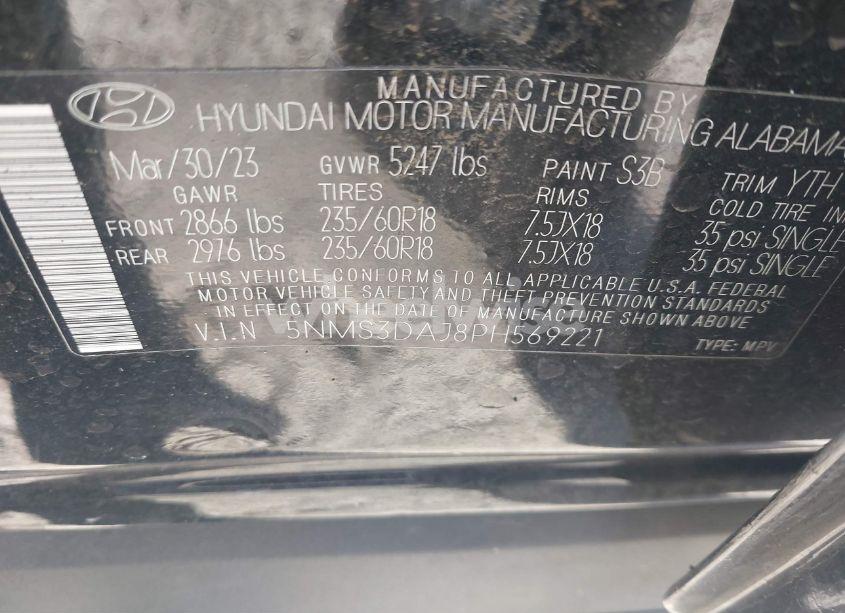 MANUFACTURED BY
HYUNDAI MOTOR MANUFACTURING ALABAMA
Mar/30/23 GVWR 5247 lbs PAINT S3B TRIM YTH
GAWR TIRES RIMS COLD TIRE
FRONT 2866 lbs 235/60R18 7.5JX18 35 psi SINGLE
REAR 2976 lbs 235/60R18 7.5JX18 35 psi SINGLE
THIS VEHICLE CONFORMS TO ALL APPLICABLE U.S.A. FEDERAL
MOTOR VEHICLE SAFETY AND THEFT PREVENTION STANDARDS
IN EFFECT ON THE DATE OF MANUFACTURE SHOWN ABOVE.
V.I.N 5NMS3DAJ8PH569221 TYPE: MPV